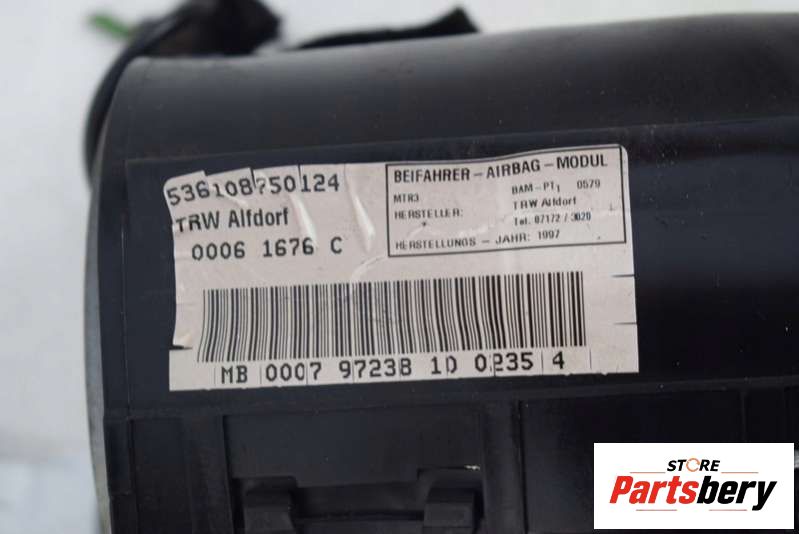 536108750124
TRW Alfdorf
0006 1676 C
BEIFAHRER-AIRBAG-MODUL
MTR3 BAM-PT1 0579
HERSTELLER: TRW Alfdorf
Tel. 07172 / 3020
HERSTELLUNGS - JAHR: 1997
MB 0007 97238 10 0235 4
STORE
Partsbery